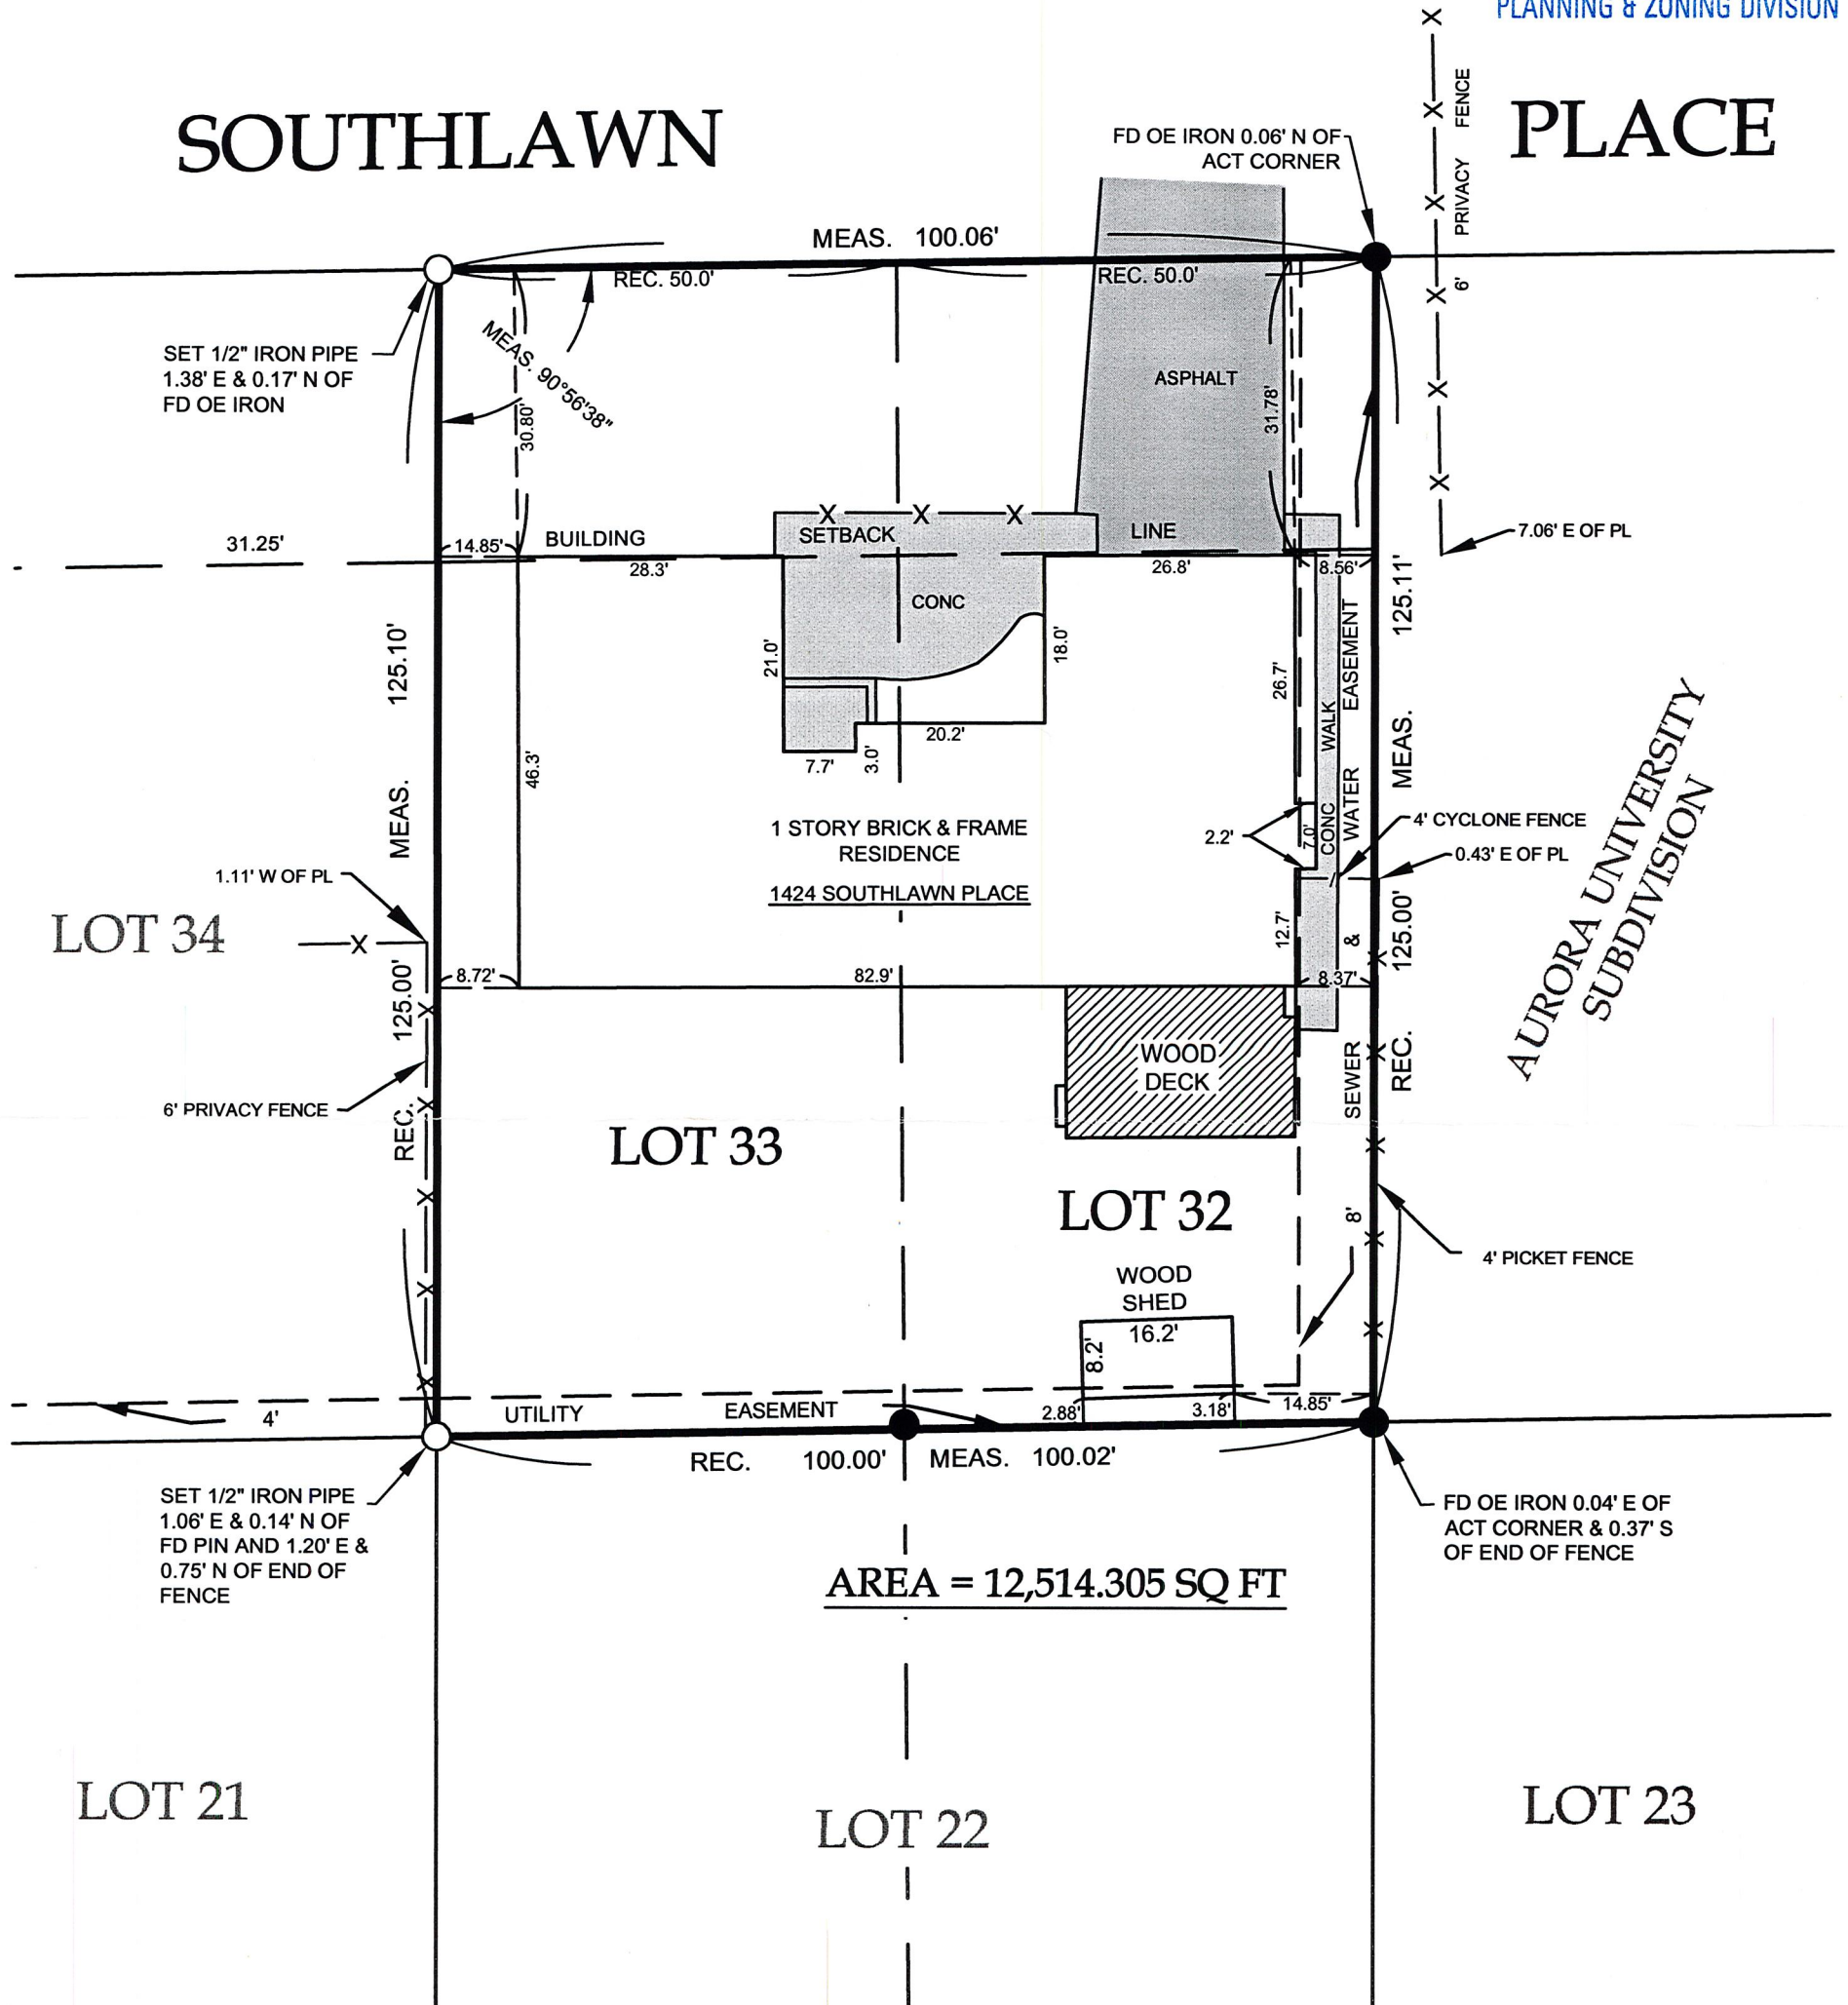 PLANNING & ZONING DIVISION
SOUTHLAWN PLACE
FD OE IRON 0.06' N OF
ACT CORNER
6' PRIVACY FENCE
MEAS. 100.06'
REC. 50.0'
REC. 50.0'
SET 1/2" IRON PIPE
1.38' E & 0.17' N OF
FD OE IRON
MEAS. 90°56'38"
30.80'
ASPHALT
31.78'
31.25'
14.85'
BUILDING
SETBACK
LINE
7.06' E OF PL
28.3'
26.8'
8.56'
CONC
125.10'
MEAS.
125.11'
MEAS.
21.0'
18.0'
26.7'
20.2'
7.7'
3.0'
46.3'
CONC WALK
SEWER & WATER EASEMENT
8'
1 STORY BRICK & FRAME
RESIDENCE
1424 SOUTHLAWN PLACE
2.2'
7.0'
4' CYCLONE FENCE
0.43' E OF PL
AURORA UNIVERSITY
SUBDIVISION
1.11' W OF PL
LOT 34
X
12.7'
125.00'
REC.
125.00'
REC.
8.72'
82.9'
8.37'
WOOD
DECK
6' PRIVACY FENCE
LOT 33
LOT 32
4' PICKET FENCE
WOOD
SHED
16.2'
8.2'
4'
UTILITY
EASEMENT
2.88'
3.18'
14.85'
REC. 100.00'
MEAS. 100.02'
SET 1/2" IRON PIPE
1.06' E & 0.14' N OF
FD PIN AND 1.20' E &
0.75' N OF END OF
FENCE
FD OE IRON 0.04' E OF
ACT CORNER & 0.37' S
OF END OF FENCE
AREA = 12,514.305 SQ FT
LOT 21
LOT 22
LOT 23